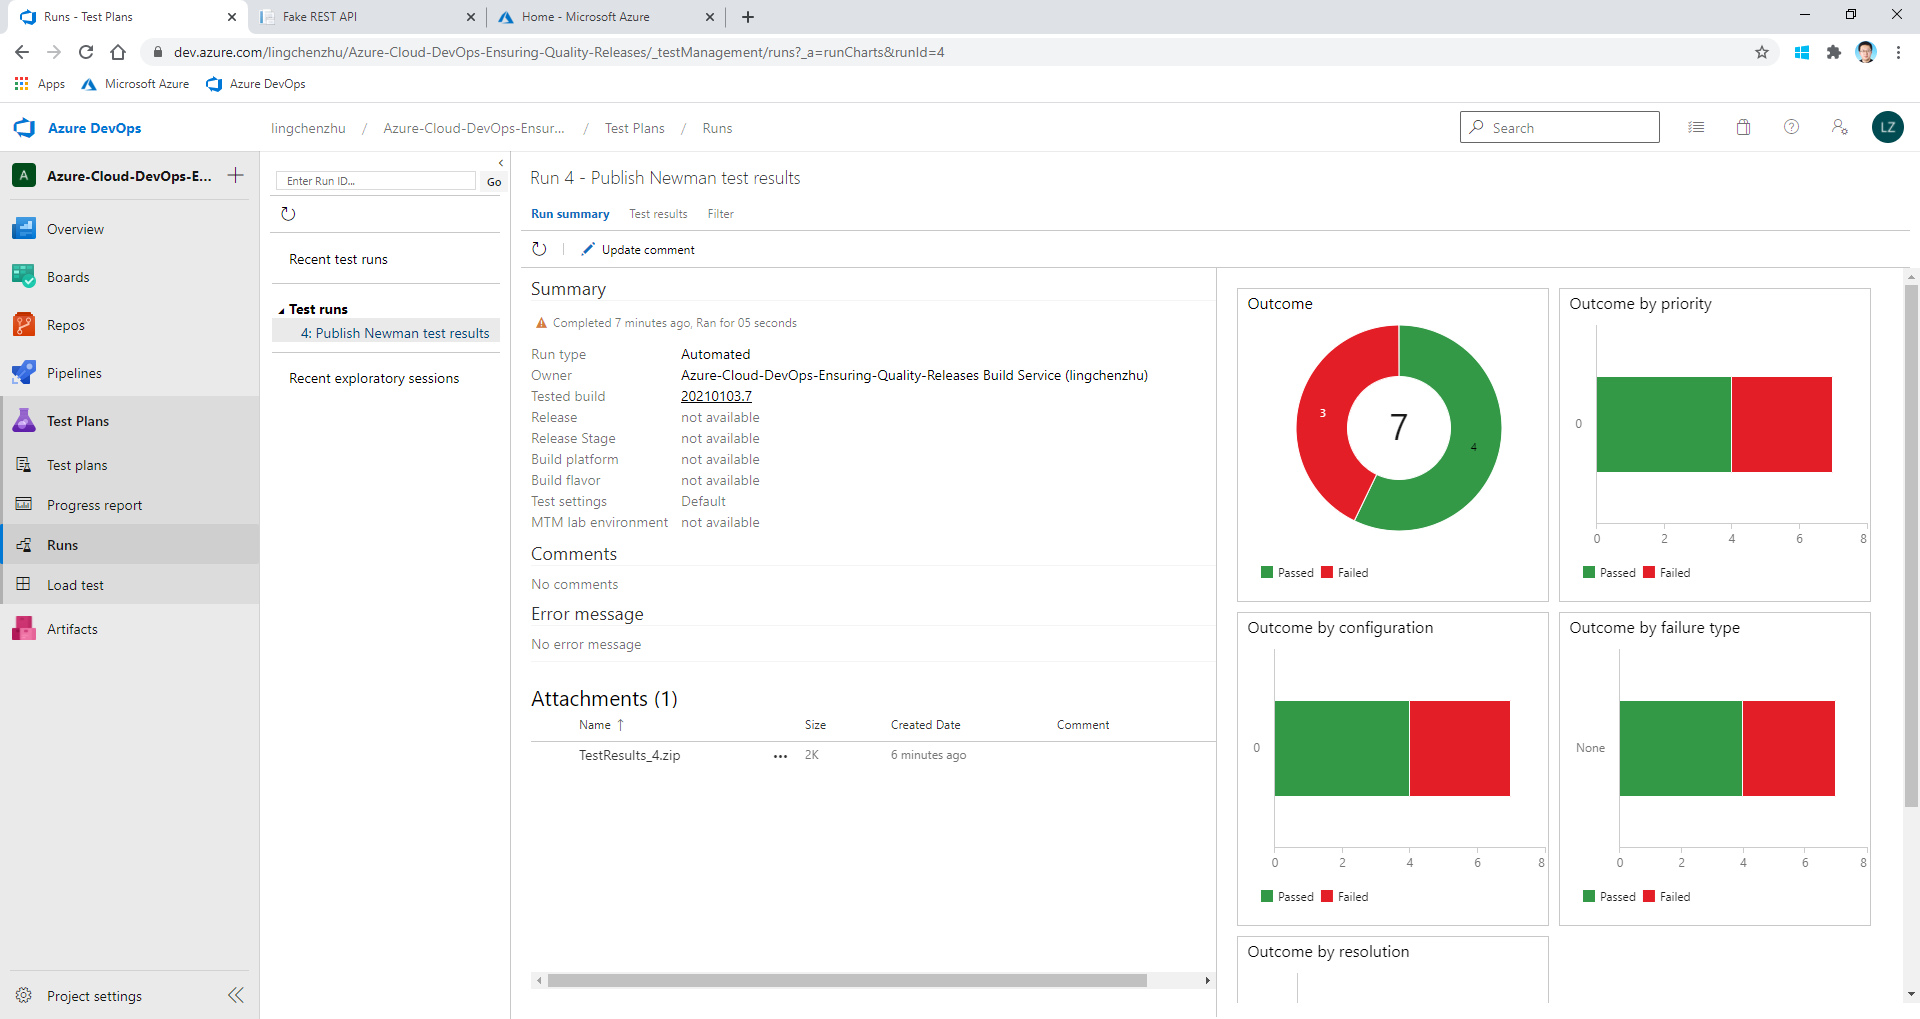 Runs - Test Plans
Fake REST API
Home - Microsoft Azure
dev.azure.com/lingchenzhu/Azure-Cloud-DevOps-Ensuring-Quality-Releases/_testManagement/runs?_a=runCharts&runId=4
Apps
Microsoft Azure
Azure DevOps
Azure DevOps
lingchenzhu / Azure-Cloud-DevOps-Ensur... / Test Plans / Runs
Search
LZ
A
Azure-Cloud-DevOps-E...
Overview
Boards
Repos
Pipelines
Test Plans
Test plans
Progress report
Runs
Load test
Artifacts
Project settings
Enter Run ID...
Go
Recent test runs
Test runs
4: Publish Newman test results
Recent exploratory sessions
Run 4 - Publish Newman test results
Run summary
Test results
Filter
Update comment
Summary
Completed 7 minutes ago, Ran for 05 seconds
Run type Automated
Owner Azure-Cloud-DevOps-Ensuring-Quality-Releases Build Service (lingchenzhu)
Tested build 20210103.7
Release not available
Release Stage not available
Build platform not available
Build flavor not available
Test settings Default
MTM lab environment not available
Comments
No comments
Error message
No error message
Attachments (1)
Name ↑ Size Created Date Comment
TestResults_4.zip ... 2K 6 minutes ago
Outcome
3
7
4
Passed Failed
Outcome by priority
0
0 2 4 6 8
Passed Failed
Outcome by configuration
0
0 2 4 6 8
Passed Failed
Outcome by failure type
None
0 2 4 6 8
Passed Failed
Outcome by resolution